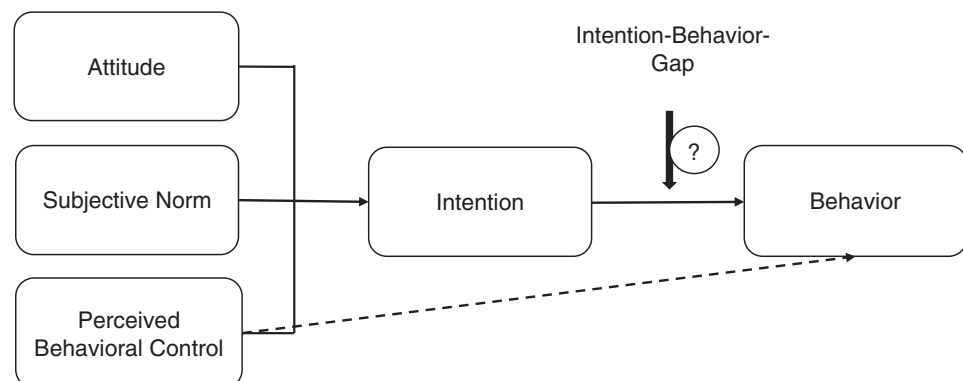 Attitude
Subjective Norm
Perceived
Behavioral Control
Intention
Intention-Behavior-
Gap
?
Behavior